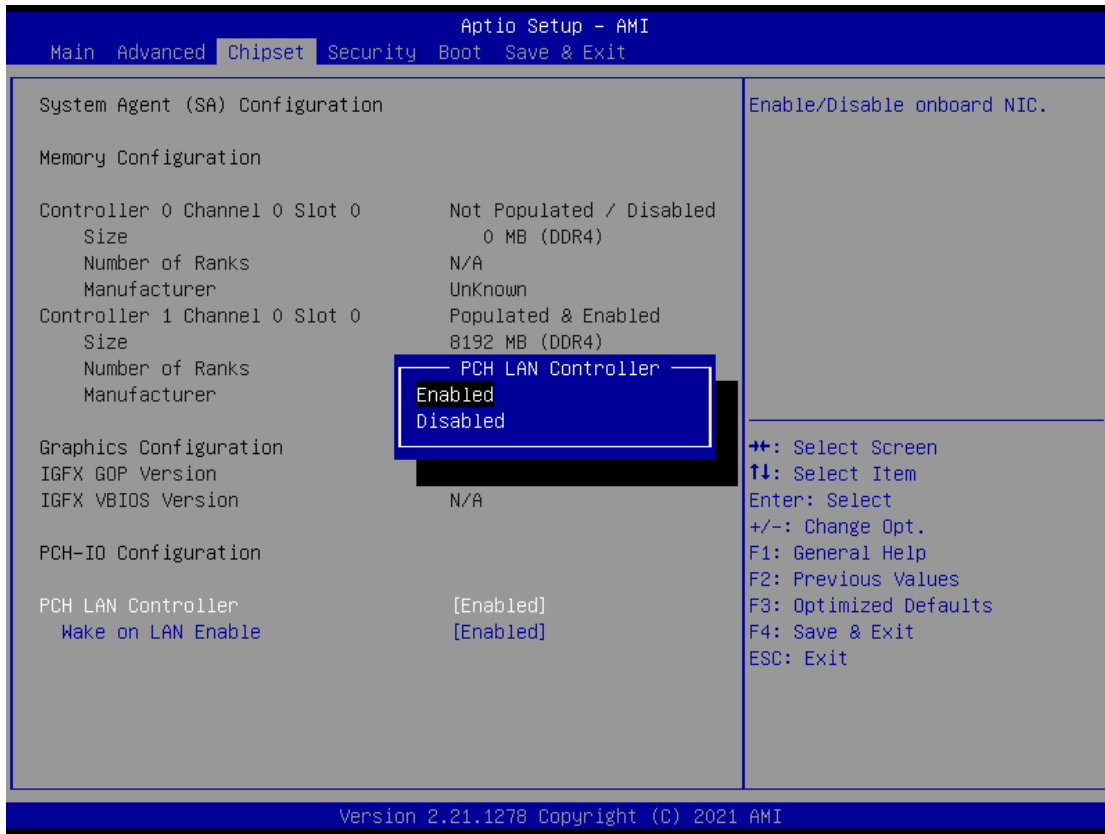 Aptio Setup – AMI
Main Advanced Chipset Security Boot Save & Exit
System Agent (SA) Configuration
Memory Configuration
Controller 0 Channel 0 Slot 0 Not Populated / Disabled
Size 0 MB (DDR4)
Number of Ranks N/A
Manufacturer UnKnown
Controller 1 Channel 0 Slot 0 Populated & Enabled
Size 8192 MB (DDR4)
Number of Ranks
Manufacturer
Graphics Configuration
IGFX GOP Version
IGFX VBIOS Version N/A
PCH-IO Configuration
PCH LAN Controller [Enabled]
Wake on LAN Enable [Enabled]
PCH LAN Controller
Enabled
Disabled
Enable/Disable onboard NIC.
→←: Select Screen
↑↓: Select Item
Enter: Select
+/-: Change Opt.
F1: General Help
F2: Previous Values
F3: Optimized Defaults
F4: Save & Exit
ESC: Exit
Version 2.21.1278 Copyright (C) 2021 AMI